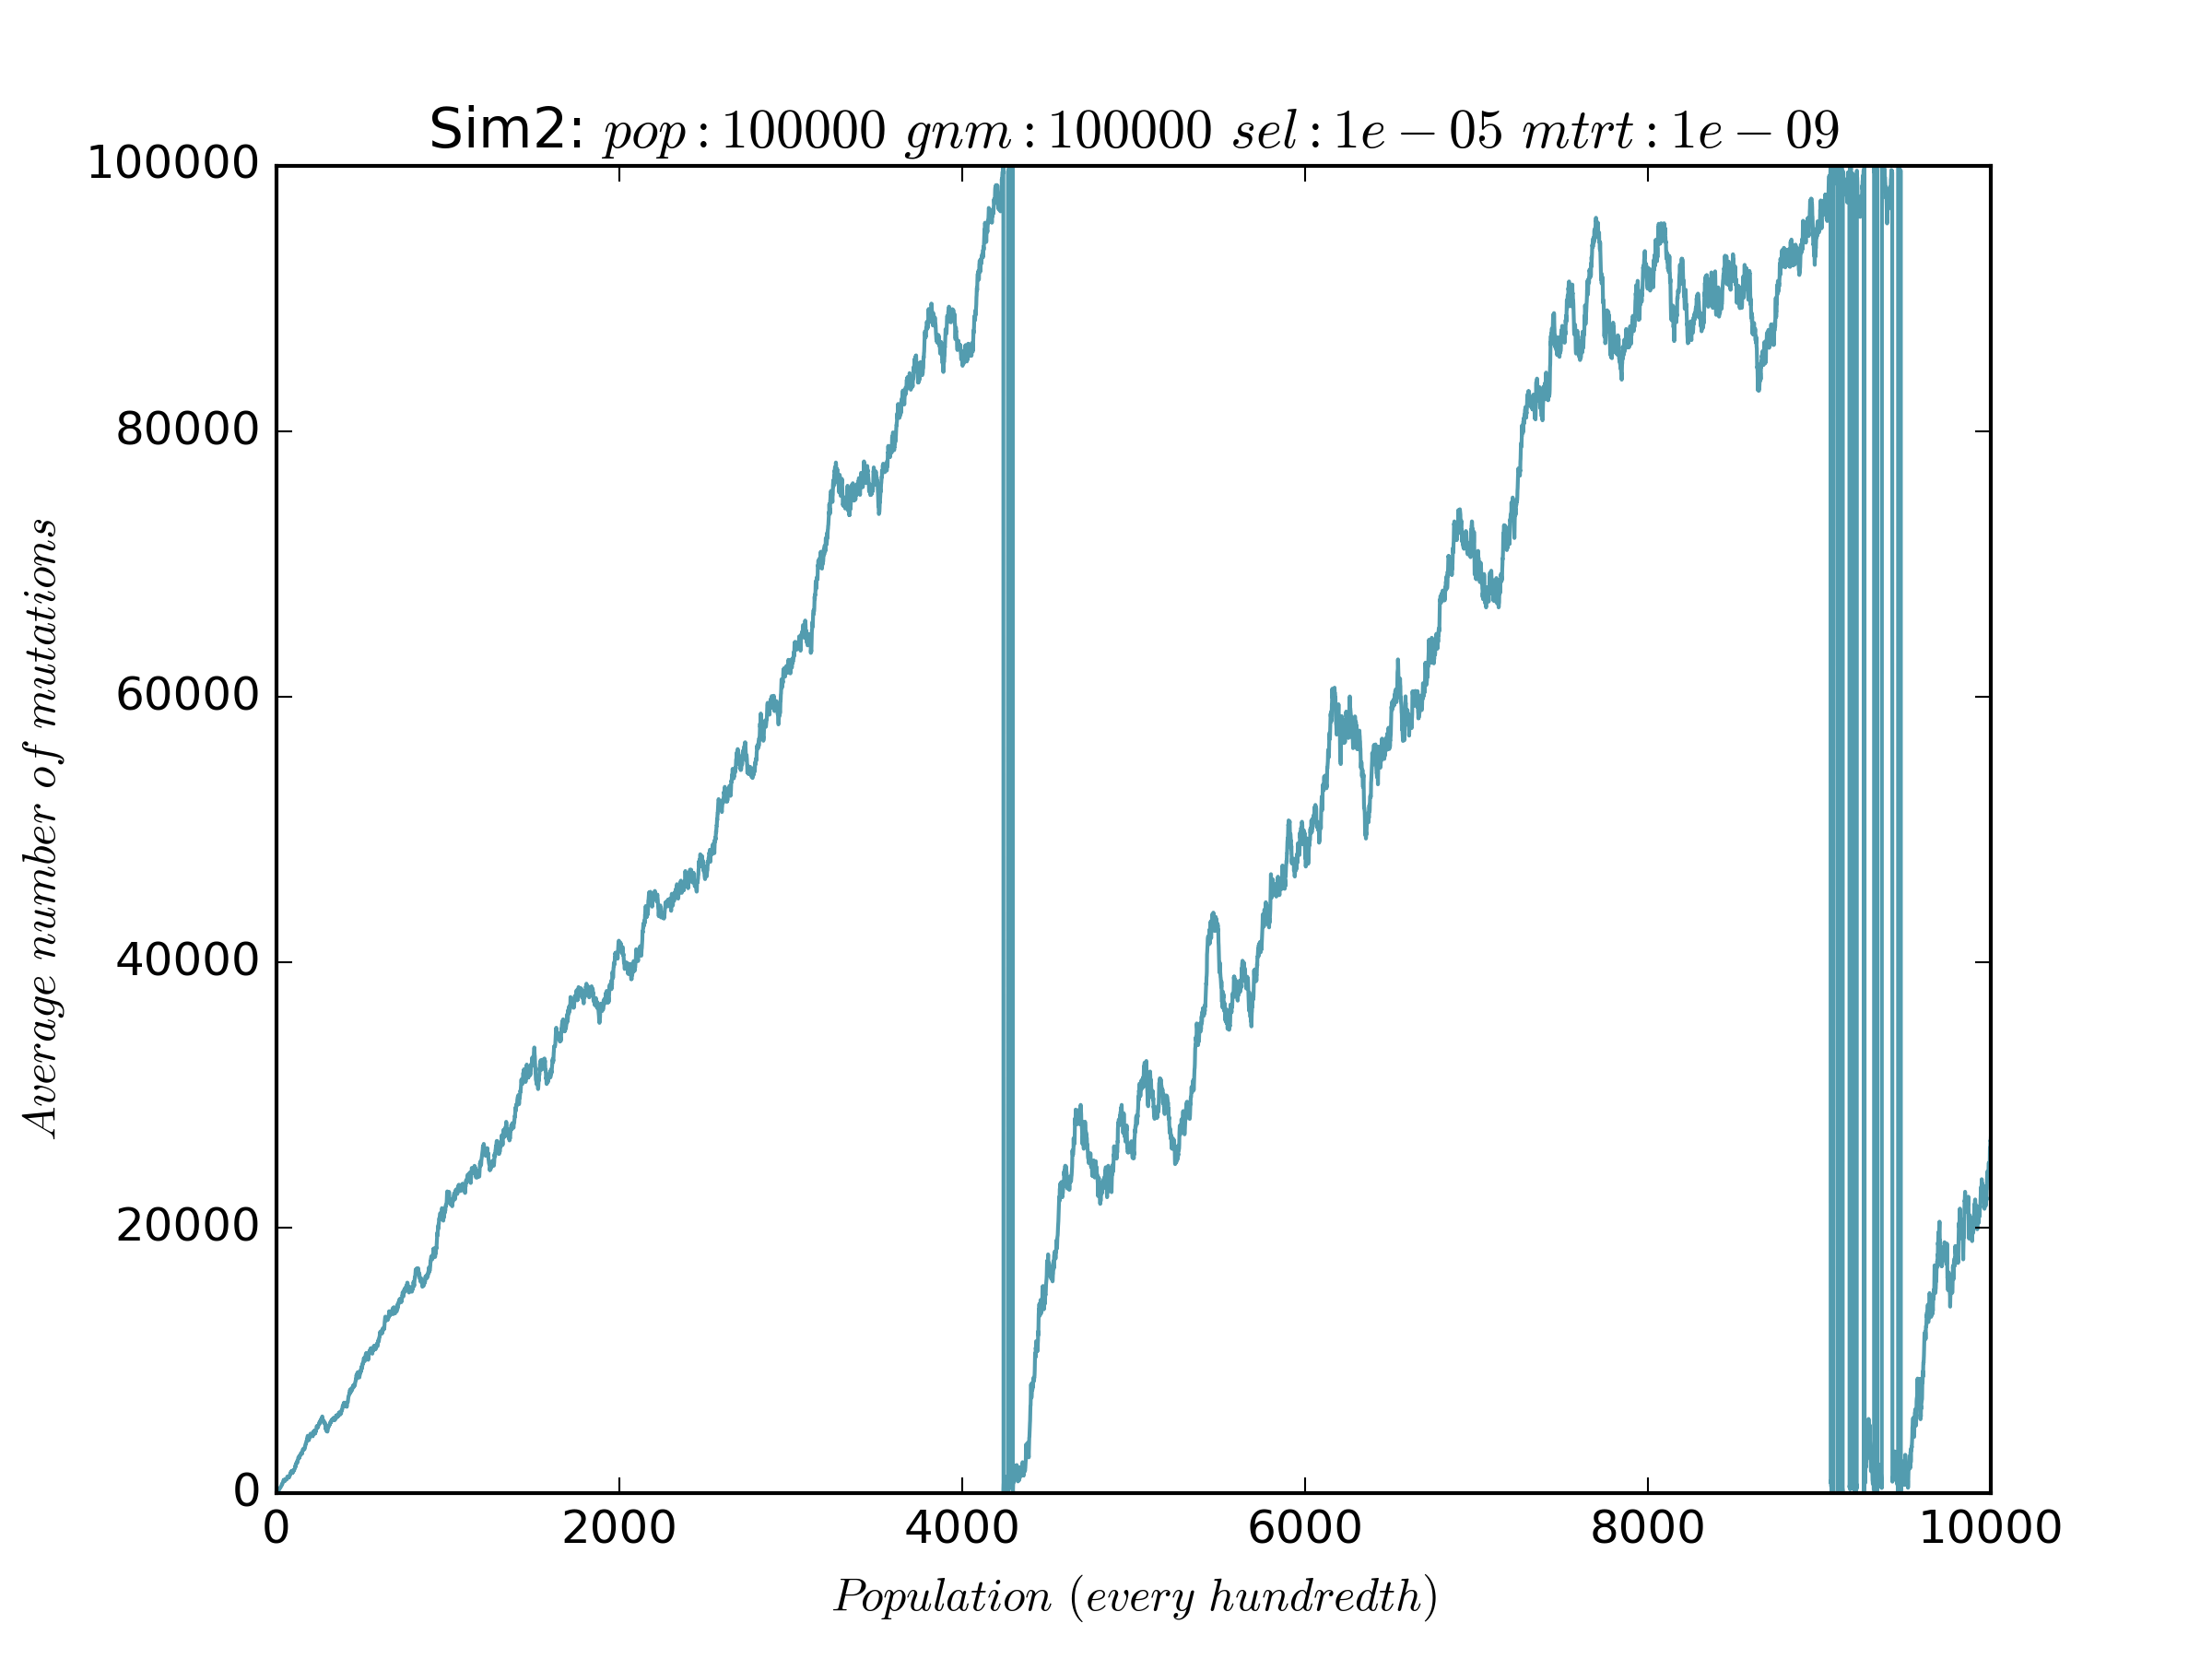 Sim2: pop : 100000 gnm : 100000 sel : 1e − 05 mtrt : 1e − 09
100000
80000
60000
40000
20000
0
Average number of mutations
0 2000 4000 6000 8000 10000
Population (every hundredth)